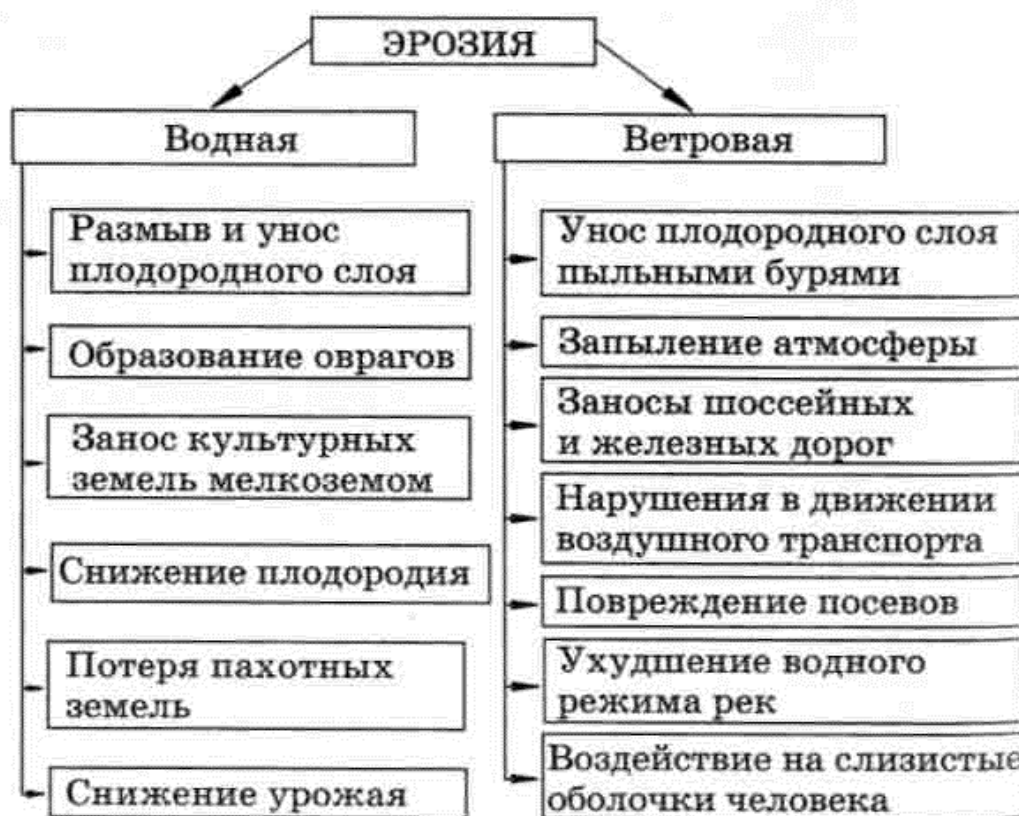 ЭРОЗИЯ
Водная
Размыв и унос
плодородного слоя
Образование оврагов
Занос культурных
земель мелкоземом
Снижение плодородия
Потеря пахотных
земель
Снижение урожая
Ветровая
Унос плодородного слоя
пыльными бурями
Запыление атмосферы
Заносы шоссейных
и железных дорог
Нарушения в движении
воздушного транспорта
Повреждение посевов
Ухудшение водного
режима рек
Воздействие на слизистые
оболочки человека